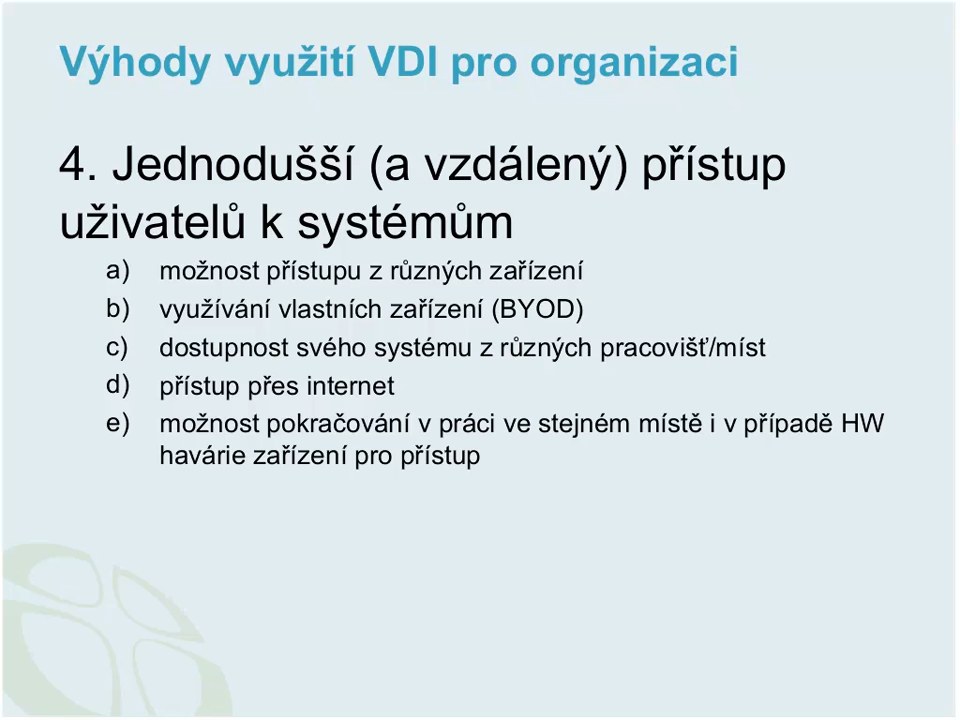 Výhody využití VDI pro organizaci
4. Jednodušší (a vzdálený) přístup
uživatelů k systémům
a) možnost přístupu z různých zařízení
b) využívání vlastních zařízení (BYOD)
c) dostupnost svého systému z různých pracovišť/míst
d) přístup přes internet
e) možnost pokračování v práci ve stejném místě i v případě HW
havárie zařízení pro přístup